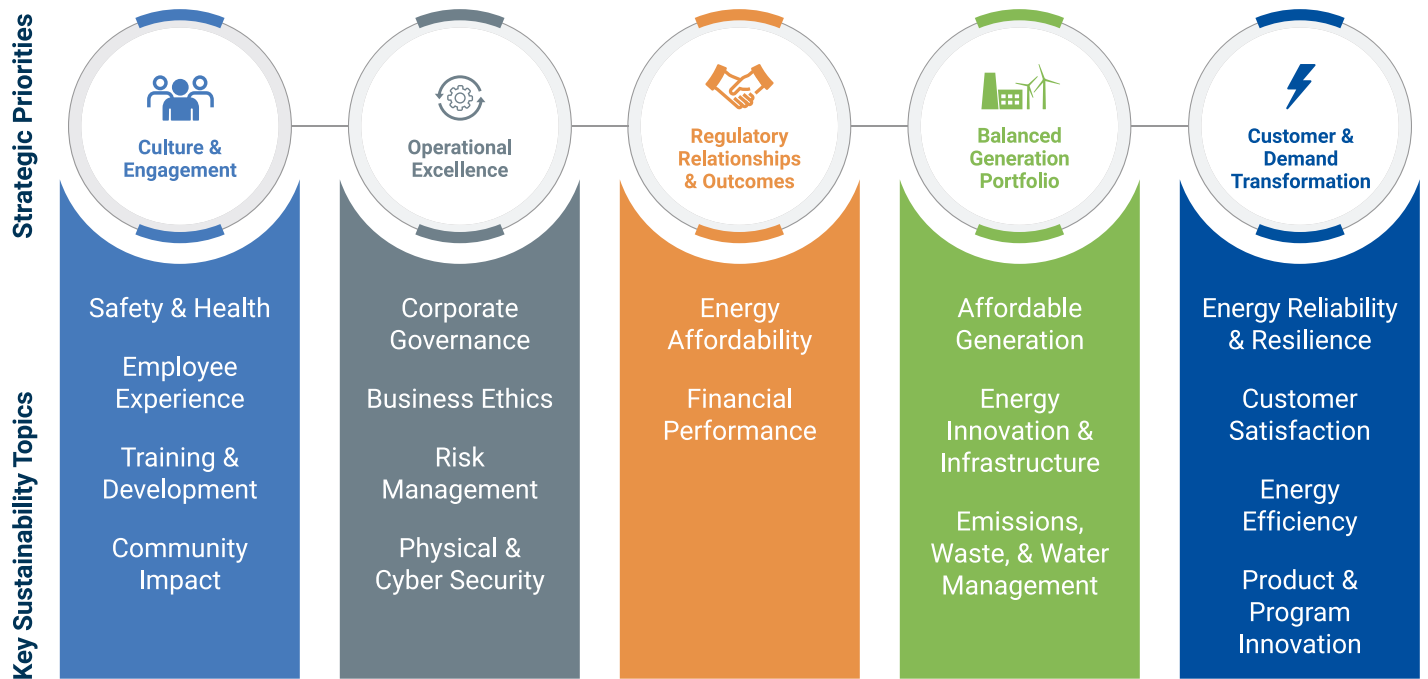 Strategic Priorities
Culture &
Engagement
Operational
Excellence
Regulatory
Relationships
& Outcomes
Balanced
Generation
Portfolio
Customer &
Demand
Transformation
Key Sustainability Topics
Safety & Health
Employee
Experience
Training &
Development
Community
Impact
Corporate
Governance
Business Ethics
Risk
Management
Physical &
Cyber Security
Energy
Affordability
Financial
Performance
Affordable
Generation
Energy
Innovation &
Infrastructure
Emissions,
Waste, & Water
Management
Energy Reliability
& Resilience
Customer
Satisfaction
Energy
Efficiency
Product &
Program
Innovation